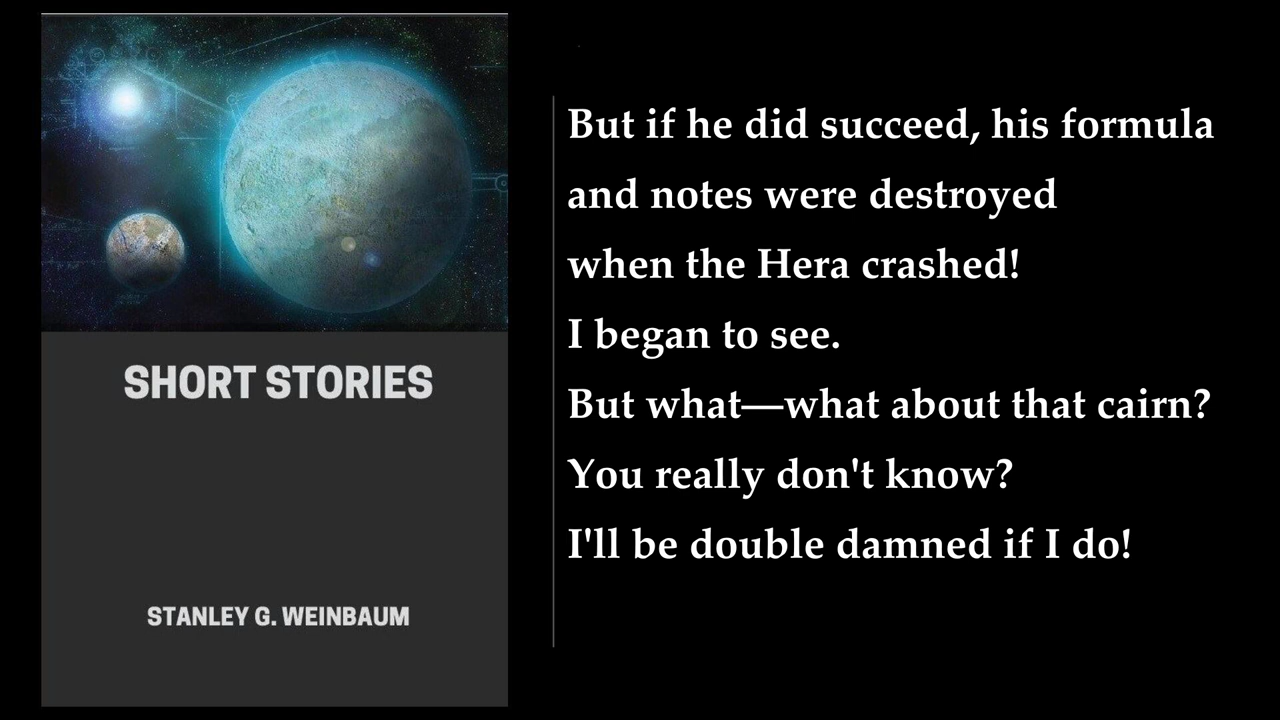 SHORT STORIES
STANLEY G. WEINBAUM
But if he did succeed, his formula
and notes were destroyed
when the Hera crashed!
I began to see.
But what—what about that cairn?
You really don't know?
I'll be double damned if I do!